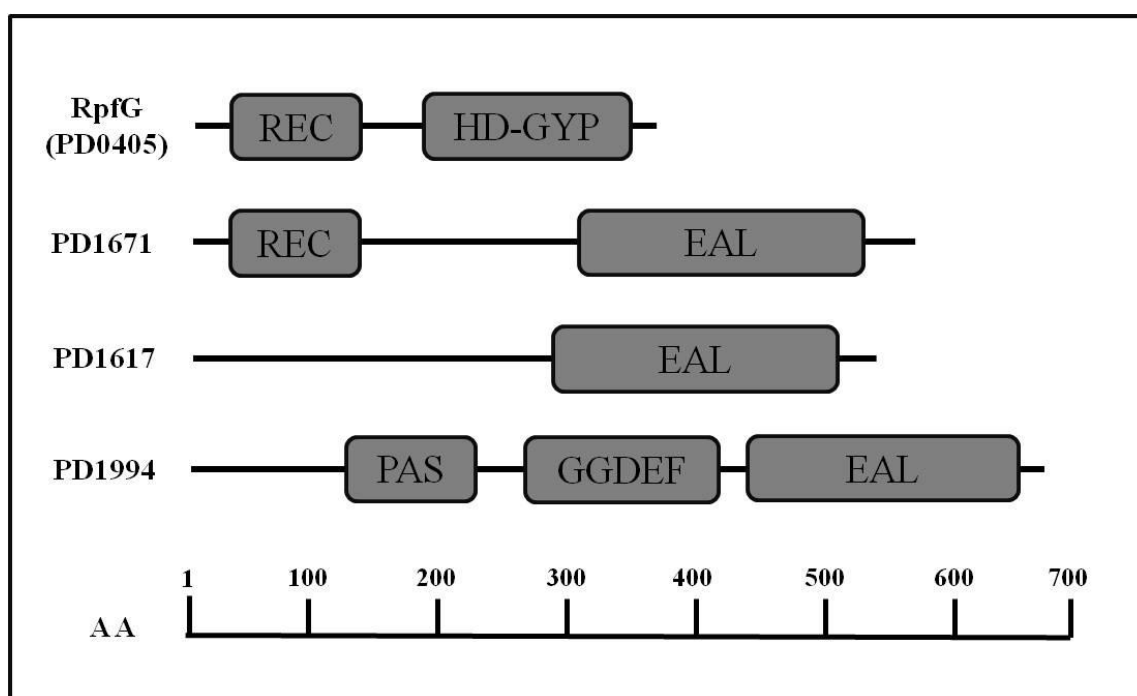 RpfG
(PD0405)
REC HD-GYP
PD1671 REC EAL
PD1617 EAL
PD1994 PAS GGDEF EAL
1 100 200 300 400 500 600 700
AA